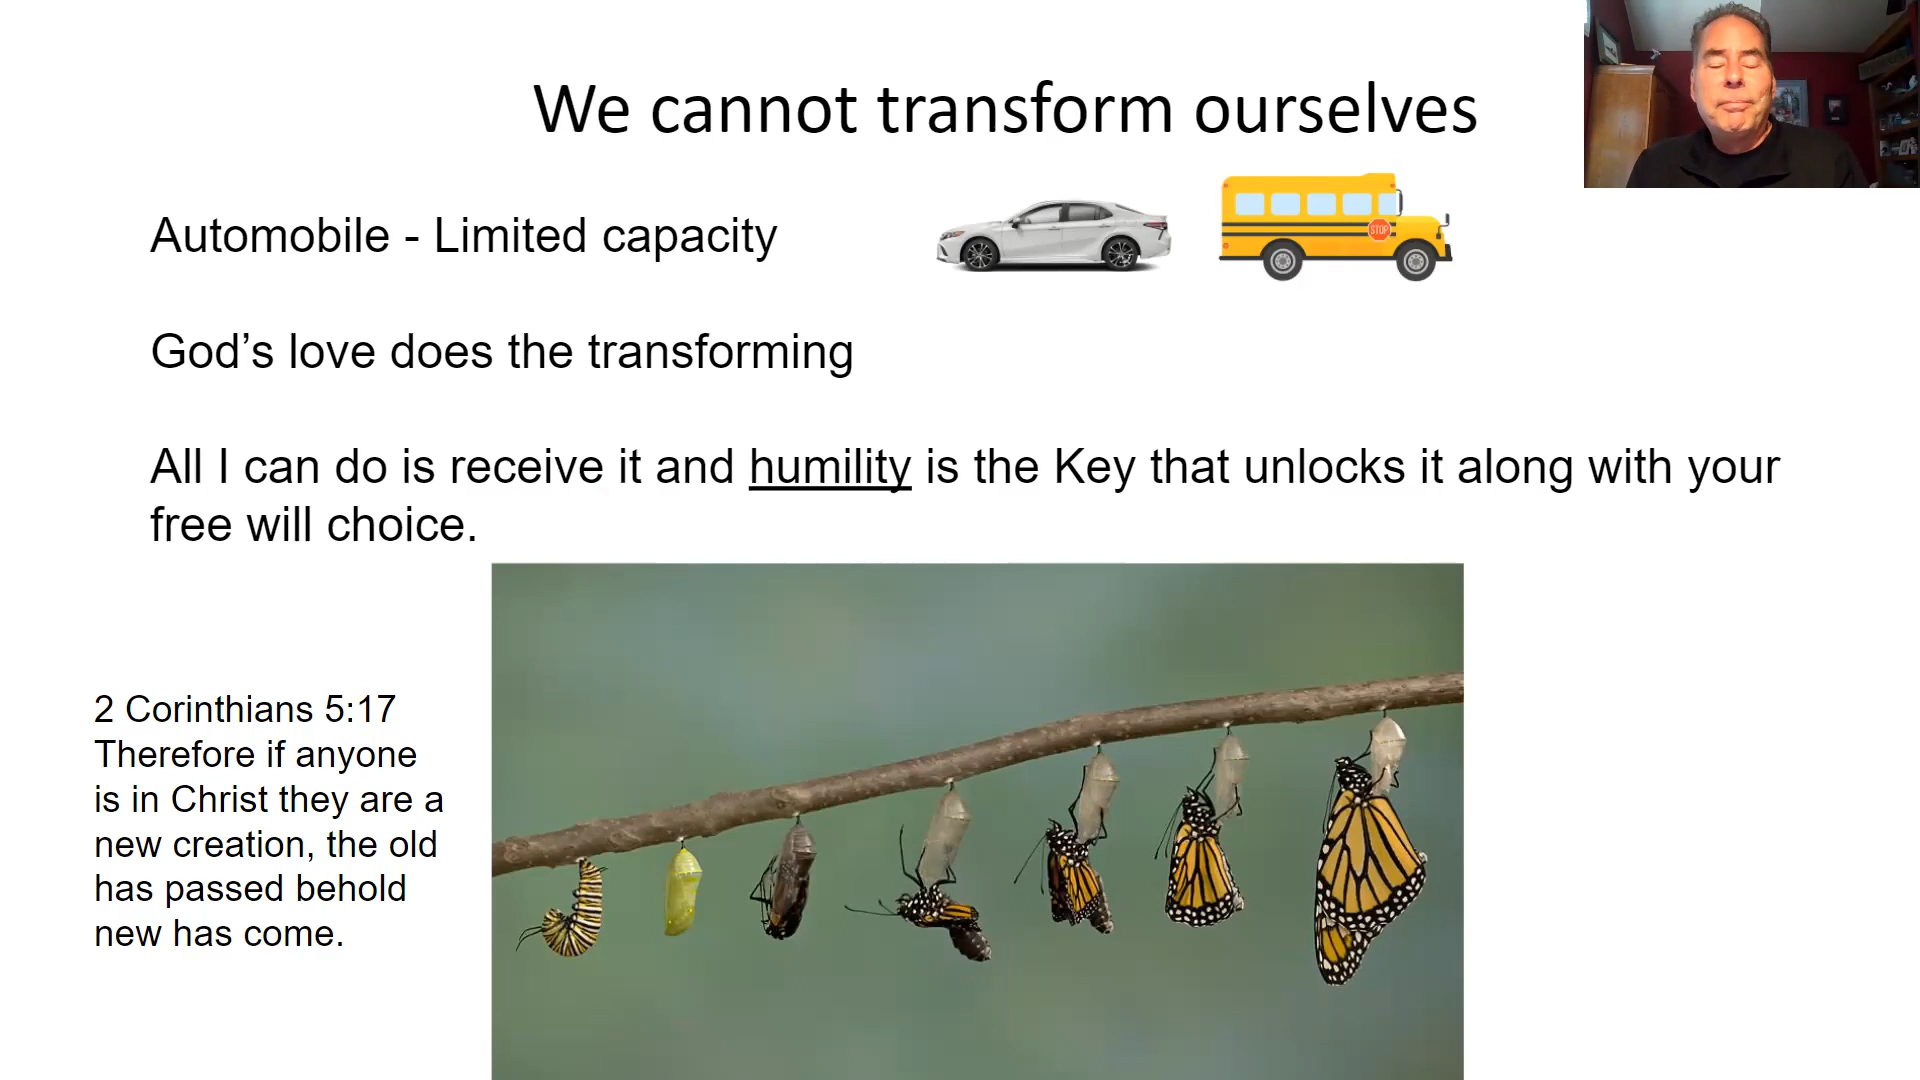 We cannot transform ourselves
Automobile - Limited capacity
STOP
God’s love does the transforming
All I can do is receive it and humility is the Key that unlocks it along with your
free will choice.
2 Corinthians 5:17
Therefore if anyone
is in Christ they are a
new creation, the old
has passed behold
new has come.